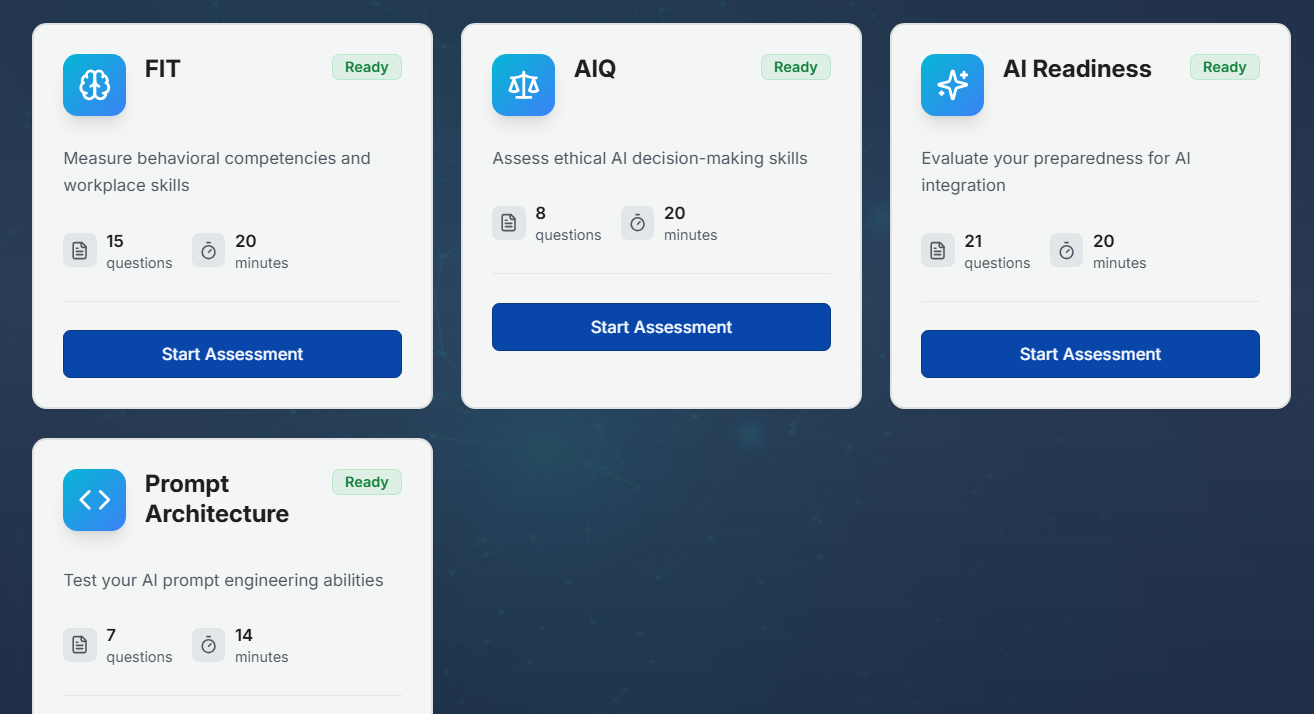 FIT
Ready
Measure behavioral competencies and
workplace skills
15
questions
20
minutes
Start Assessment
AIQ
Ready
Assess ethical AI decision-making skills
8
questions
20
minutes
Start Assessment
AI Readiness
Ready
Evaluate your preparedness for AI
integration
21
questions
20
minutes
Start Assessment
Prompt
Architecture
Ready
Test your AI prompt engineering abilities
7
questions
14
minutes